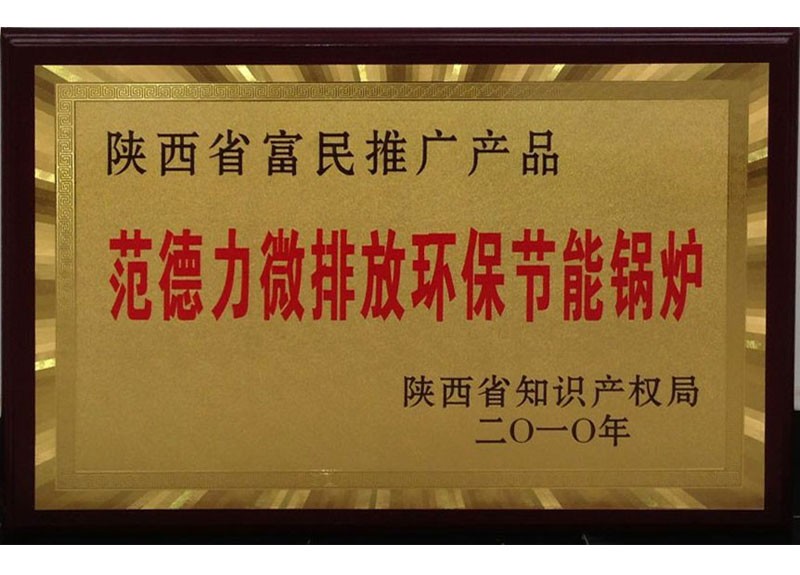 陕西省富民推广产品
范德力微排放环保节能锅炉
陕西省知识产权局
二〇一〇年